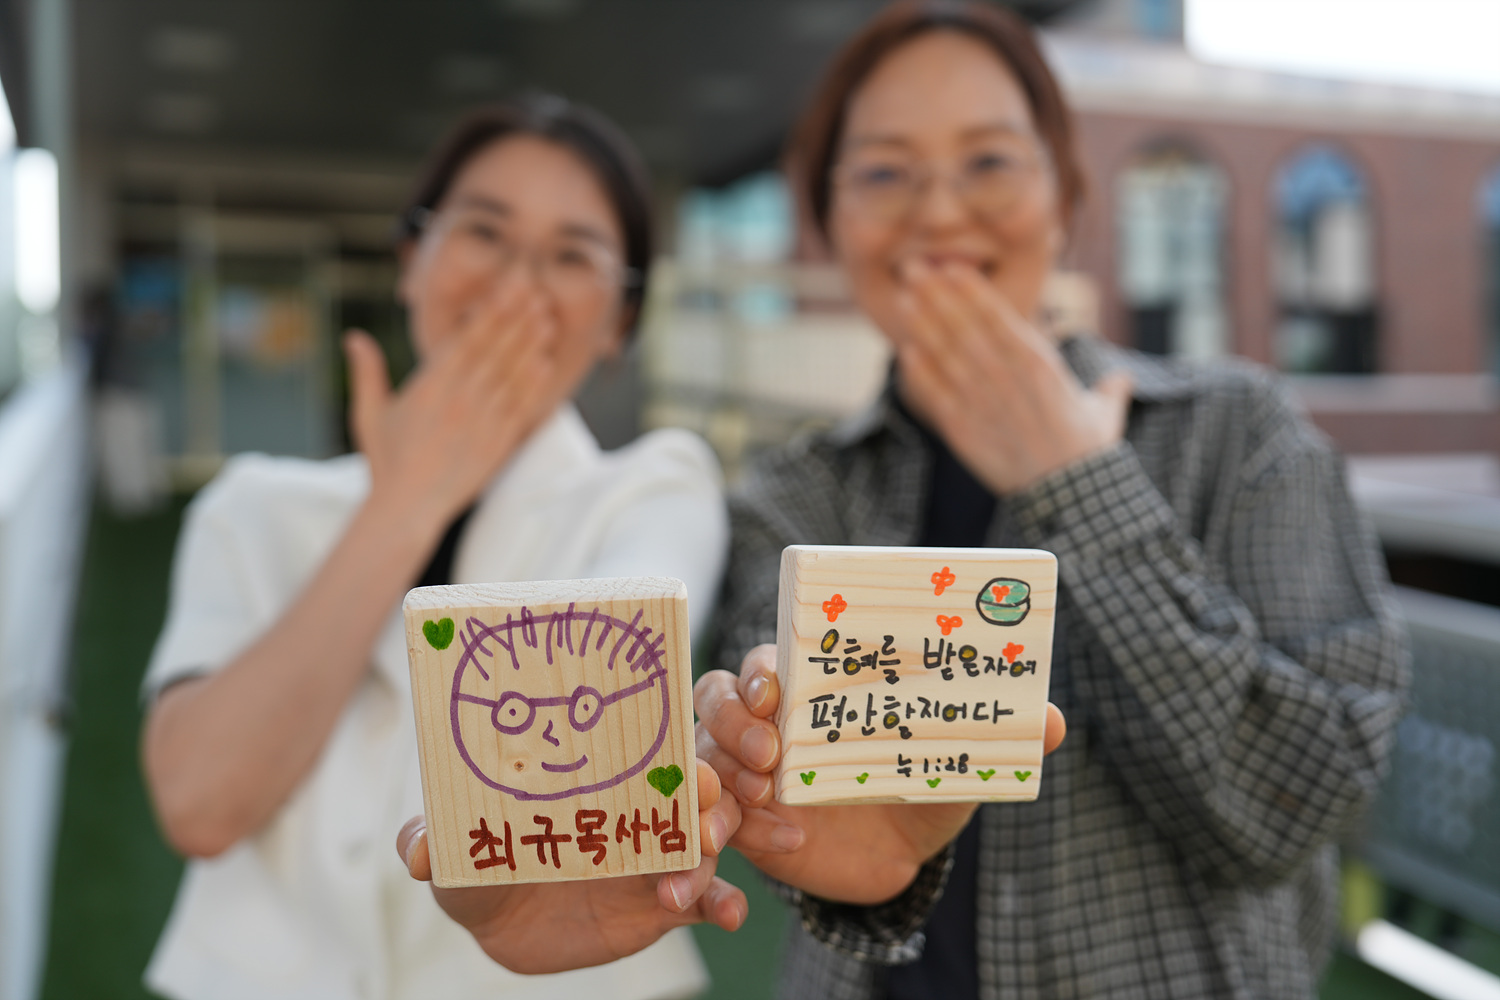 최규목사님
은혜를 받은자여
평안할지어다
눅 1:28